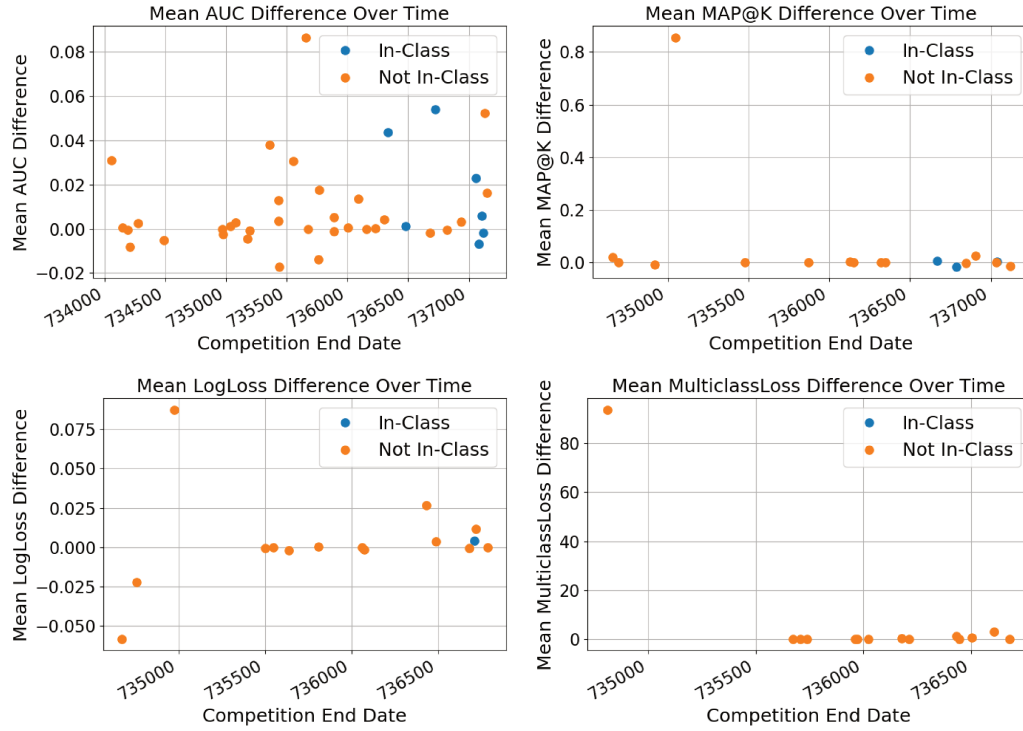 Mean AUC Difference Over Time
Mean AUC Difference
0.08
0.06
0.04
0.02
0.00
−0.02
In-Class
Not In-Class
734000
734500
735000
735500
736000
736500
737000
Competition End Date
Mean MAP@K Difference Over Time
Mean MAP@K Difference
0.8
0.6
0.4
0.2
0.0
In-Class
Not In-Class
735000
735500
736000
736500
737000
Competition End Date
Mean LogLoss Difference Over Time
Mean LogLoss Difference
0.075
0.050
0.025
0.000
−0.025
−0.050
In-Class
Not In-Class
735000
735500
736000
736500
Competition End Date
Mean MulticlassLoss Difference Over Time
Mean MulticlassLoss Difference
80
60
40
20
0
In-Class
Not In-Class
735000
735500
736000
736500
Competition End Date